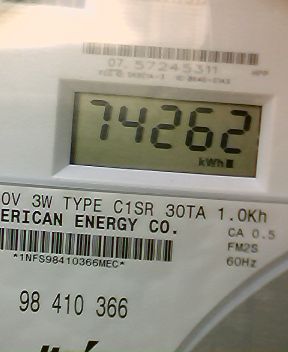 07. 57245311
74262
kWh
0V 3W TYPE C1SR 30TA 1.0Kh
ERICAN ENERGY CO.
CA 0.5
FM2S
*1NFS98410366MEC*
60Hz
98 410 366